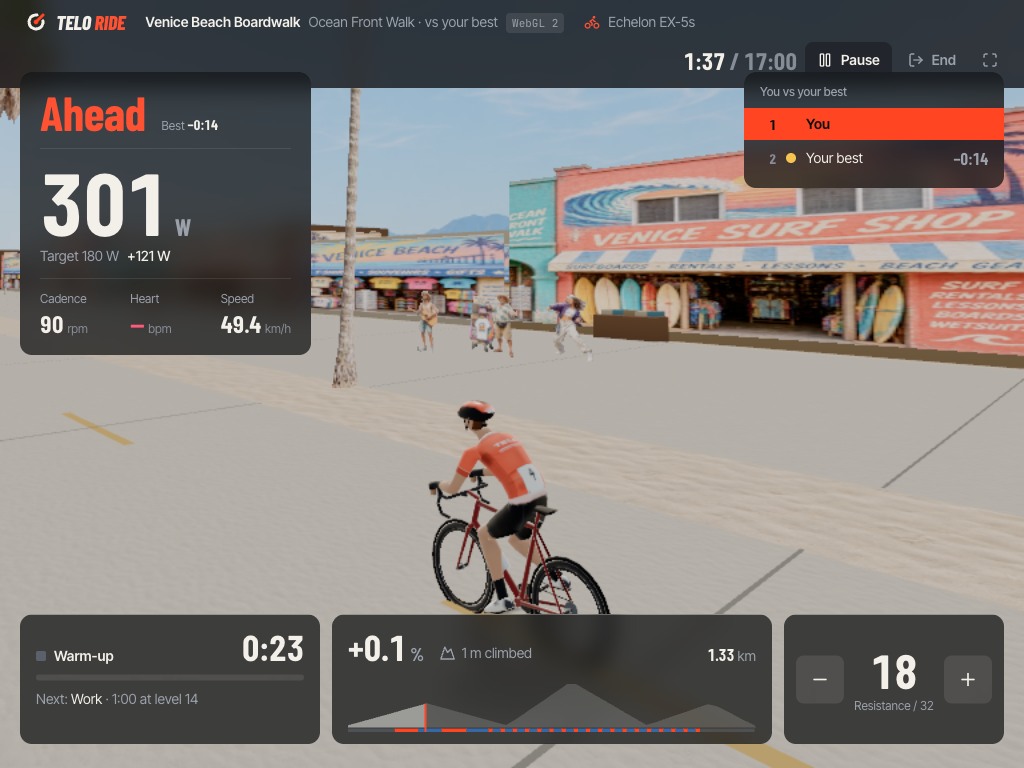 TELO RIDE Venice Beach Boardwalk Ocean Front Walk · vs your best WebGL 2 Echelon EX-5s
1:37 / 17:00 Pause End
Ahead Best −0:14
301 W
Target 180 W +121 W
Cadence Heart Speed
90 rpm – bpm 49.4 km/h
You vs your best
1 You
2 Your best −0:14
OCEAN
FRONT
WALK
VENICE BEACH
SOUVENIRS · GIFTS
VENICE SURF SHOP
SURFBOARDS · RENTALS · LESSONS · BEACH GEA
SURF
RENTALS
LESSONS
BOARDS
WETSUITS
Warm-up 0:23
Next: Work · 1:00 at level 14
+0.1 % 1 m climbed 1.33 km
− 18 +
Resistance / 32